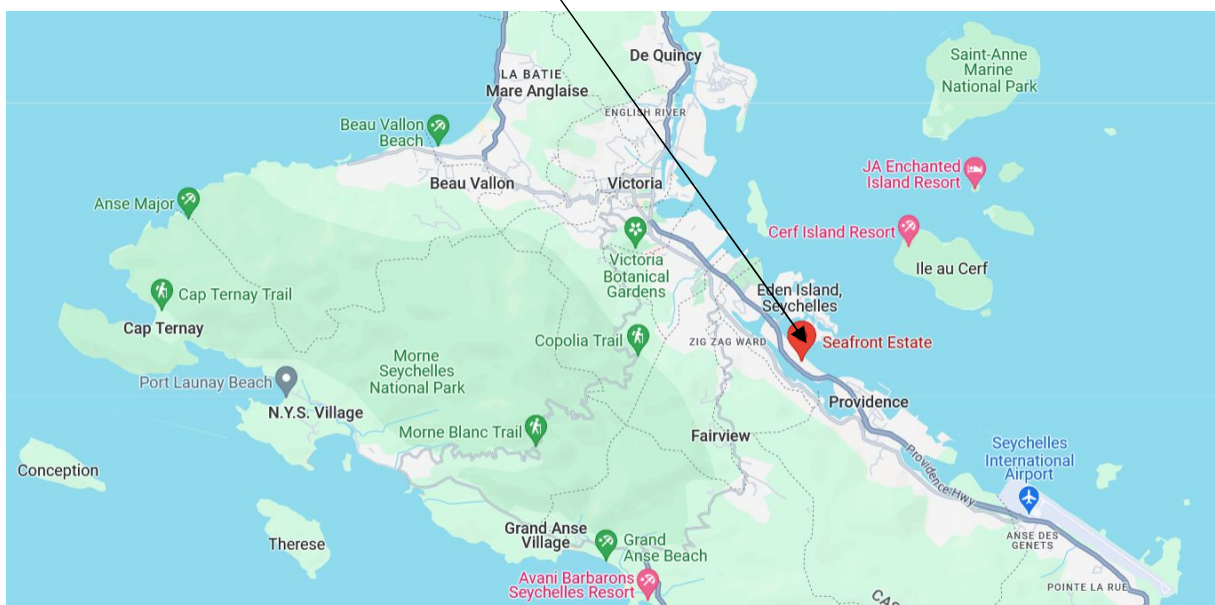 De Quincy
Saint-Anne
Marine
National Park
LA BATIE
Mare Anglaise
ENGLISH RIVER
Beau Vallon
Beach
JA Enchanted
Island Resort
Beau Vallon
Victoria
Anse Major
Cerf Island Resort
Victoria
Botanical
Gardens
Ile au Cerf
Cap Ternay Trail
Eden Island,
Seychelles
Cap Ternay
Copolia Trail
ZIG ZAG WARD
Seafront Estate
Morne
Seychelles
National Park
Port Launay Beach
N.Y.S. Village
Providence
Morne Blanc Trail
Fairview
Conception
Seychelles
International
Airport
Providence Hwy
Grand Anse
Village
Grand
Anse Beach
Therese
ANSE DES
GENETS
Avani Barbarons
Seychelles Resort
POINTE LA RUE
CAS